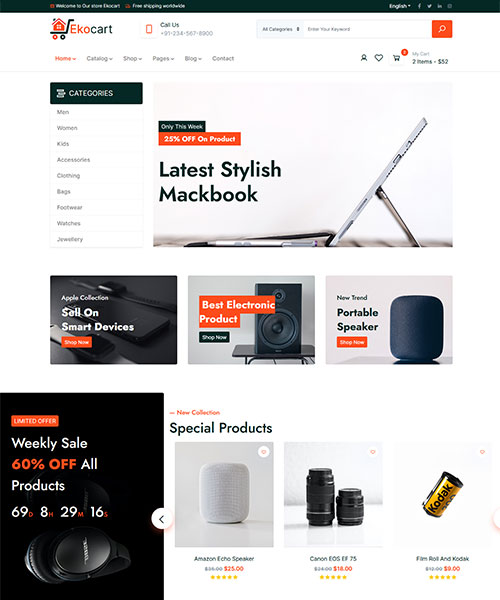 Welcome to Our store Ekocart
Free shipping worldwide
English
Ekocart
Call Us
+91-234-567-8900
All Categories
Enter Your Keyword
Home
Catalog
Shop
Pages
Blog
Contact
My Cart
2 Items - $52
CATEGORIES
Men
Women
Kids
Accessories
Clothing
Bags
Footwear
Watches
Jewellery
Only This Week
25% OFF On Product
Latest Stylish
Mackbook
Apple Collection
Sell On
Smart Devices
Shop Now
Best Electronic
Product
Shop Now
New Trend
Portable
Speaker
Shop Now
LIMITED OFFER
Weekly Sale
60% OFF All
Products
69D 8H 29M 16S
— New Collection
Special Products
Kodak
Amazon Echo Speaker
$35.00 $25.00
Canon EOS EF 75
$24.00 $18.00
Film Roll And Kodak
$12.00 $9.00